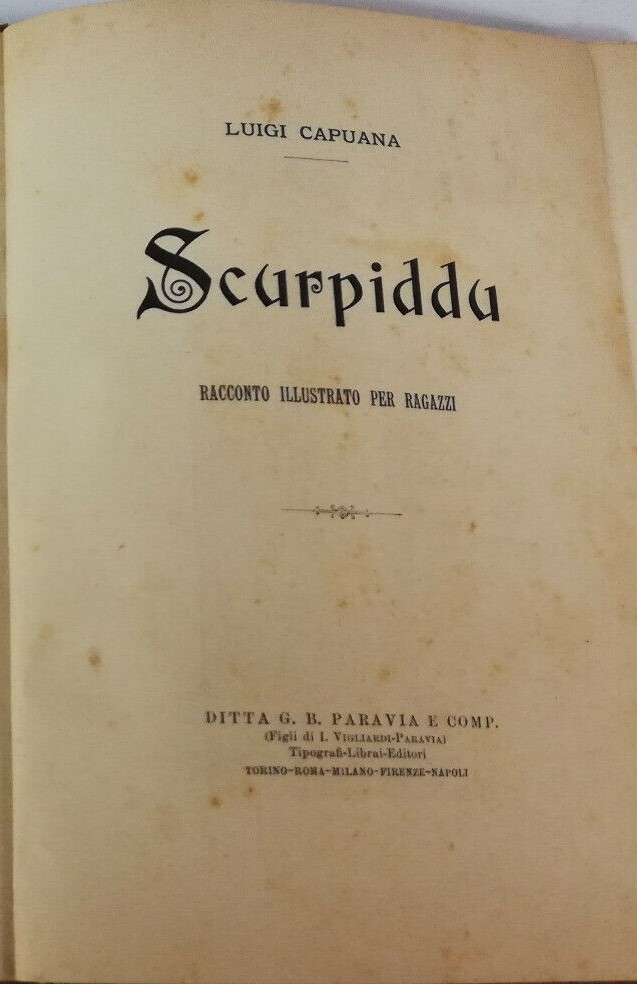 LUIGI CAPUANA
Scurpiddu
RACCONTO ILLUSTRATO PER RAGAZZI
DITTA G. B. PARAVIA E COMP.
(Figli di I. VIGLIARDI-PARAVIA)
Tipografi-Librai-Editori
TORINO-ROMA-MILANO-FIRENZE-NAPOLI